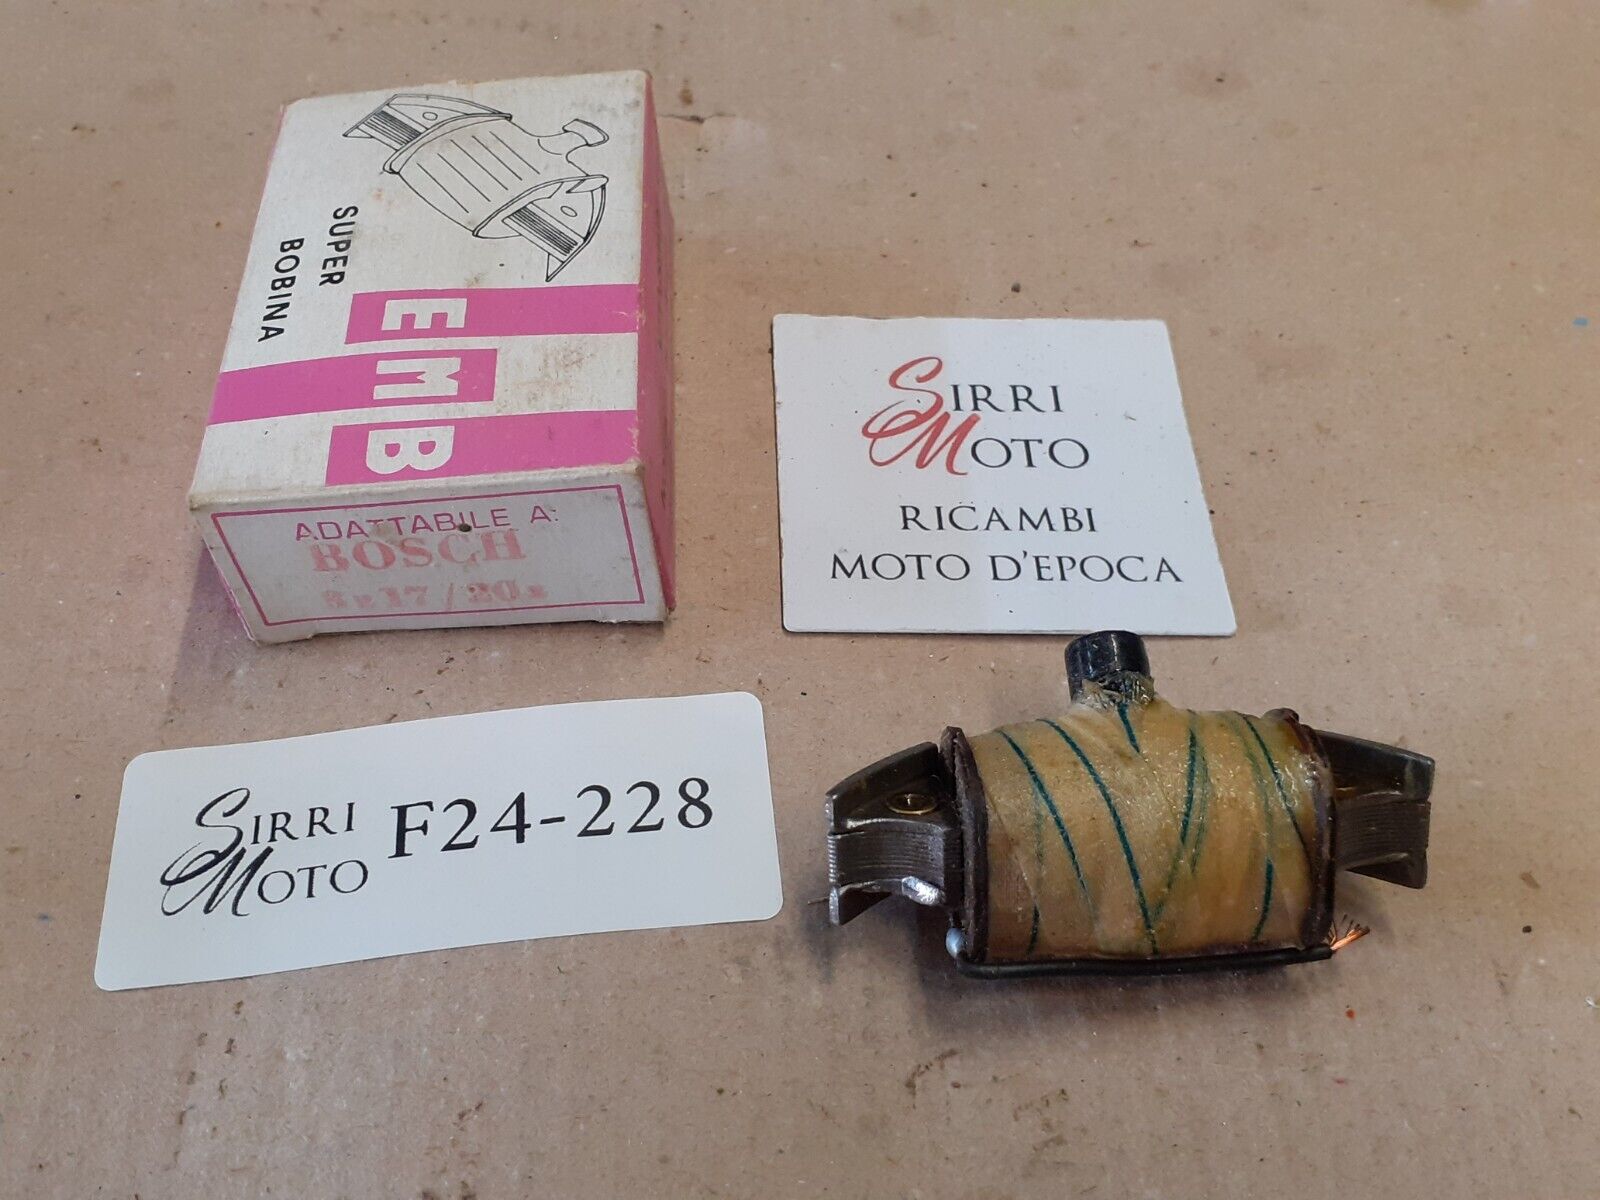 SUPER
BOBINA
EMB
ADATTABILE A:
BOSCH
SIRRI
MOTO
RICAMBI
MOTO D'EPOCA
SIRRI
MOTO
F24-228